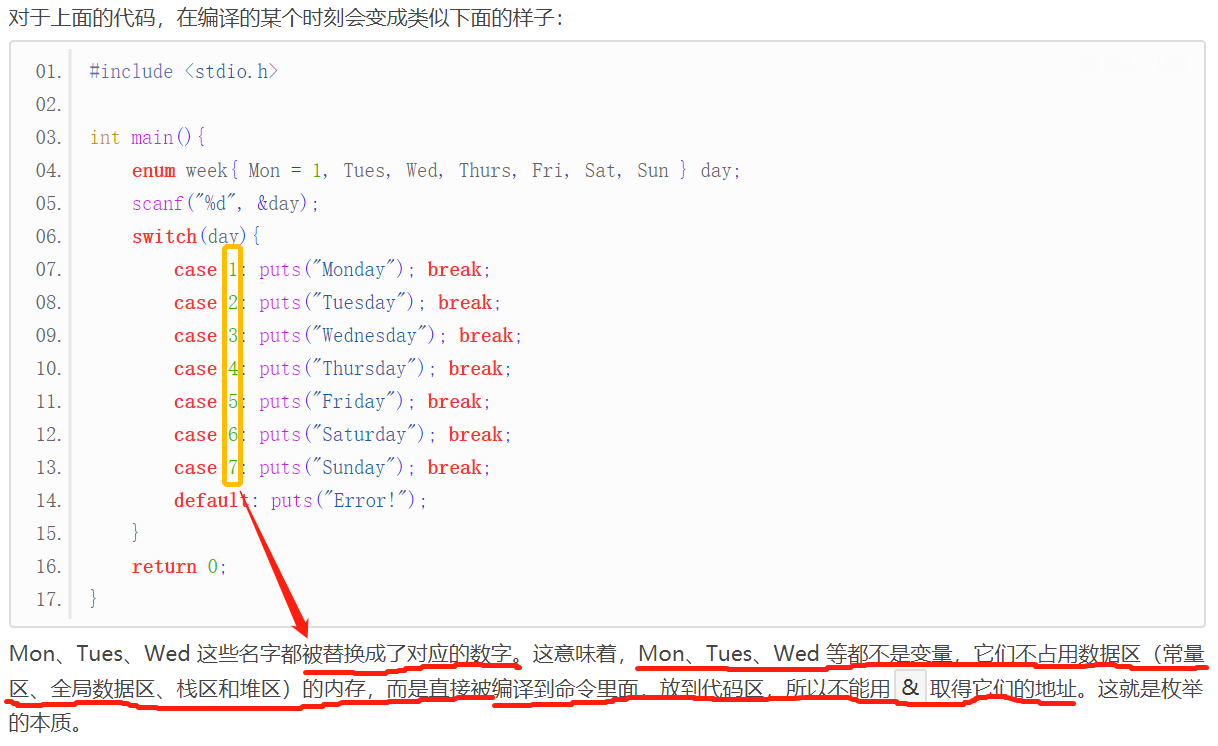 对于上面的代码，在编译的某个时刻会变成类似下面的样子：
01. #include <stdio.h>
02.
03. int main(){
04. enum week{ Mon = 1, Tues, Wed, Thurs, Fri, Sat, Sun } day;
05. scanf("%d", &day);
06. switch(day){
07. case 1: puts("Monday"); break;
08. case 2: puts("Tuesday"); break;
09. case 3: puts("Wednesday"); break;
10. case 4: puts("Thursday"); break;
11. case 5: puts("Friday"); break;
12. case 6: puts("Saturday"); break;
13. case 7: puts("Sunday"); break;
14. default: puts("Error!");
15. }
16. return 0;
17. }
Mon、Tues、Wed 这些名字都被替换成了对应的数字。这意味着，Mon、Tues、Wed 等都不是变量，它们不占用数据区（常量
区、全局数据区、栈区和堆区）的内存，而是直接被编译到命令里面，放到代码区，所以不能用 & 取得它们的地址。这就是枚举
的本质。